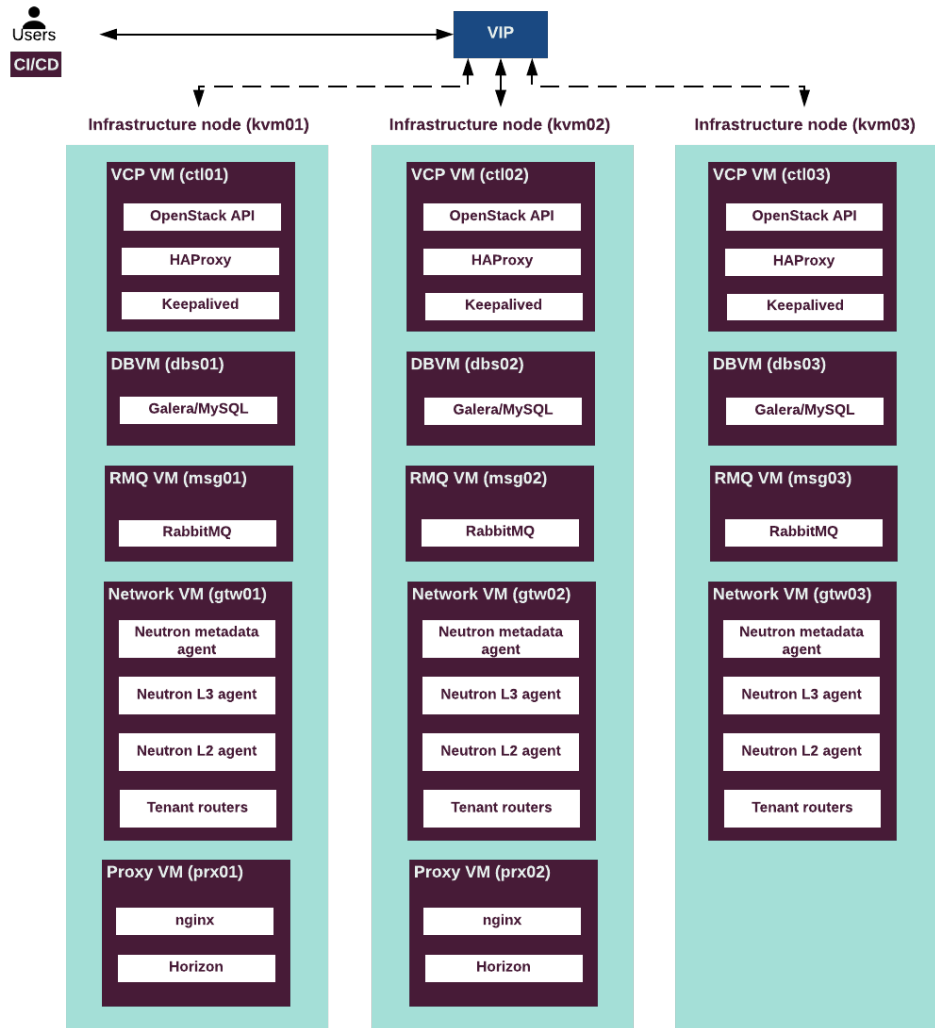 Users
CI/CD
VIP
Infrastructure node (kvm01)
VCP VM (ctl01)
OpenStack API
HAProxy
Keepalived
DBVM (dbs01)
Galera/MySQL
RMQ VM (msg01)
RabbitMQ
Network VM (gtw01)
Neutron metadata
agent
Neutron L3 agent
Neutron L2 agent
Tenant routers
Proxy VM (prx01)
nginx
Horizon
Infrastructure node (kvm02)
VCP VM (ctl02)
OpenStack API
HAProxy
Keepalived
DBVM (dbs02)
Galera/MySQL
RMQ VM (msg02)
RabbitMQ
Network VM (gtw02)
Neutron metadata
agent
Neutron L3 agent
Neutron L2 agent
Tenant routers
Proxy VM (prx02)
nginx
Horizon
Infrastructure node (kvm03)
VCP VM (ctl03)
OpenStack API
HAProxy
Keepalived
DBVM (dbs03)
Galera/MySQL
RMQ VM (msg03)
RabbitMQ
Network VM (gtw03)
Neutron metadata
agent
Neutron L3 agent
Neutron L2 agent
Tenant routers